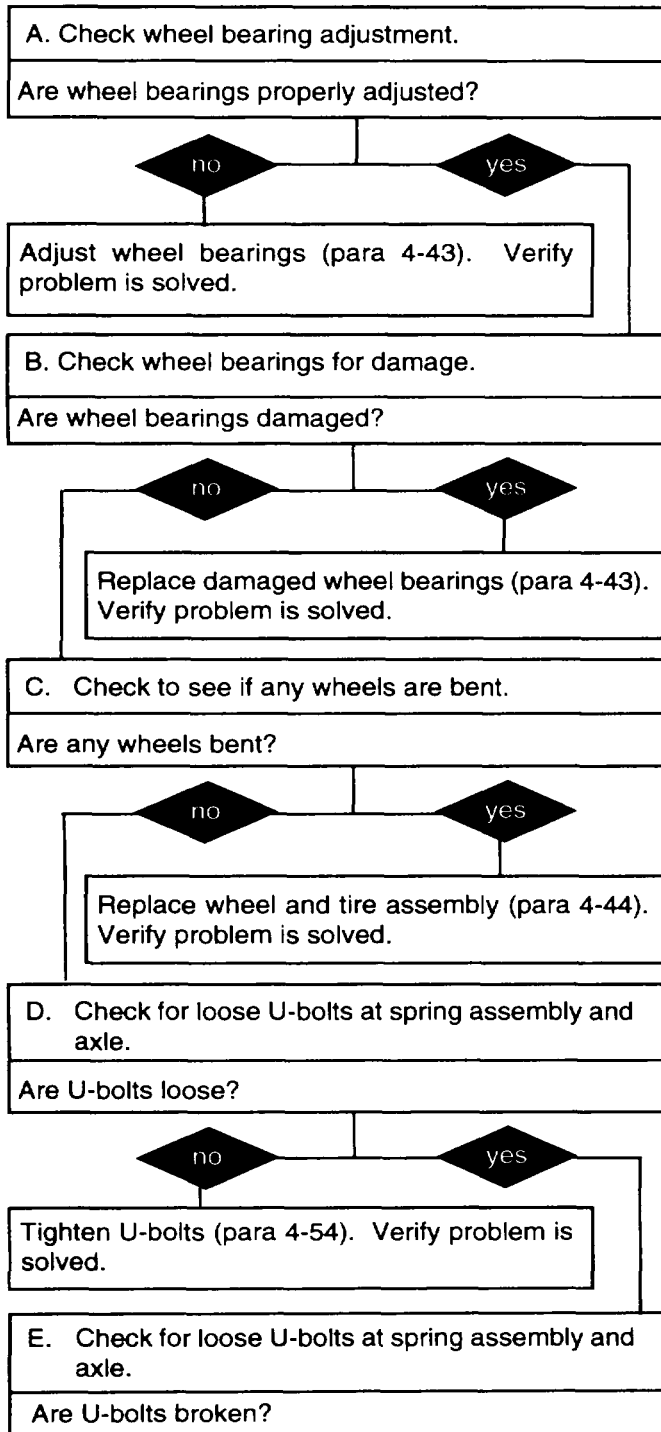 A. Check wheel bearing adjustment.
Are wheel bearings properly adjusted?
no
yes
Adjust wheel bearings (para 4-43). Verify
problem is solved.
B. Check wheel bearings for damage.
Are wheel bearings damaged?
no
yes
Replace damaged wheel bearings (para 4-43).
Verify problem is solved.
C. Check to see if any wheels are bent.
Are any wheels bent?
no
yes
Replace wheel and tire assembly (para 4-44).
Verify problem is solved.
D. Check for loose U-bolts at spring assembly and
axle.
Are U-bolts loose?
no
yes
Tighten U-bolts (para 4-54). Verify problem is
solved.
E. Check for loose U-bolts at spring assembly and
axle.
Are U-bolts broken?